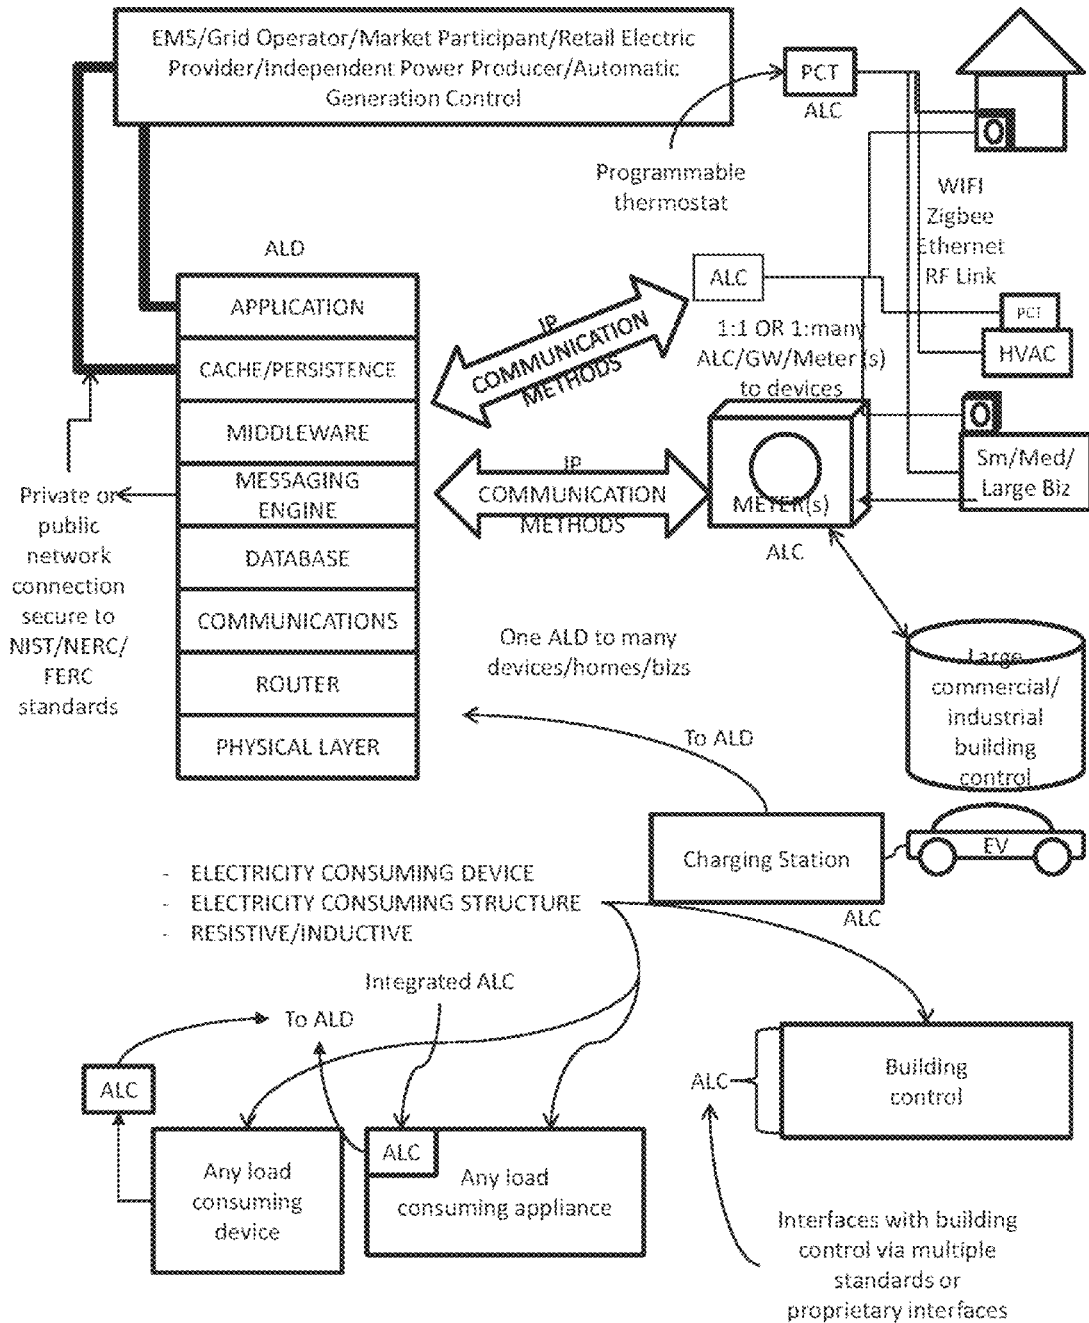 EMS/Grid Operator/Market Participant/Retail Electric
Provider/Independent Power Producer/Automatic
Generation Control
PCT
ALC
Programmable
thermostat
WIFI
Zigbee
Ethernet
RF Link
ALD
APPLICATION
CACHE/PERSISTENCE
MIDDLEWARE
MESSAGING
ENGINE
DATABASE
COMMUNICATIONS
ROUTER
PHYSICAL LAYER
IP
COMMUNICATION
METHODS
ALC
1:1 OR 1:many
ALC/GW/Meter(s)
to devices
PCT
HVAC
IP
COMMUNICATION
METHODS
METER(s)
ALC
Sm/Med/
Large Biz
Private or
public
network
connection
secure to
NIST/NERC/
FERC
standards
One ALD to many
devices/homes/bizs
To ALD
Large
commercial/
industrial
building
control
Charging Station
ALC
EV
- ELECTRICITY CONSUMING DEVICE
- ELECTRICITY CONSUMING STRUCTURE
- RESISTIVE/INDUCTIVE
Integrated ALC
To ALD
ALC
Any load
consuming
device
ALC
Any load
consuming appliance
ALC
Building
control
Interfaces with building
control via multiple
standards or
proprietary interfaces